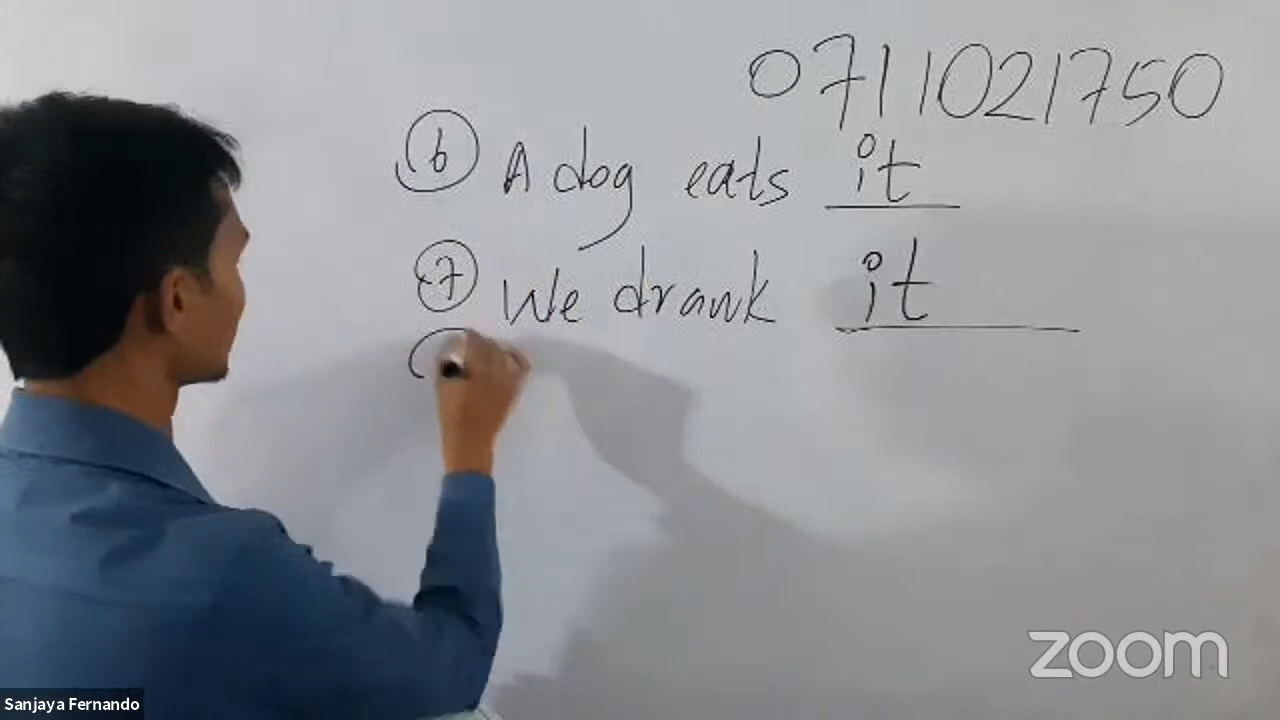 0711021750
6 A dog eats it
7 We drank it
zoom
Sanjaya Fernando